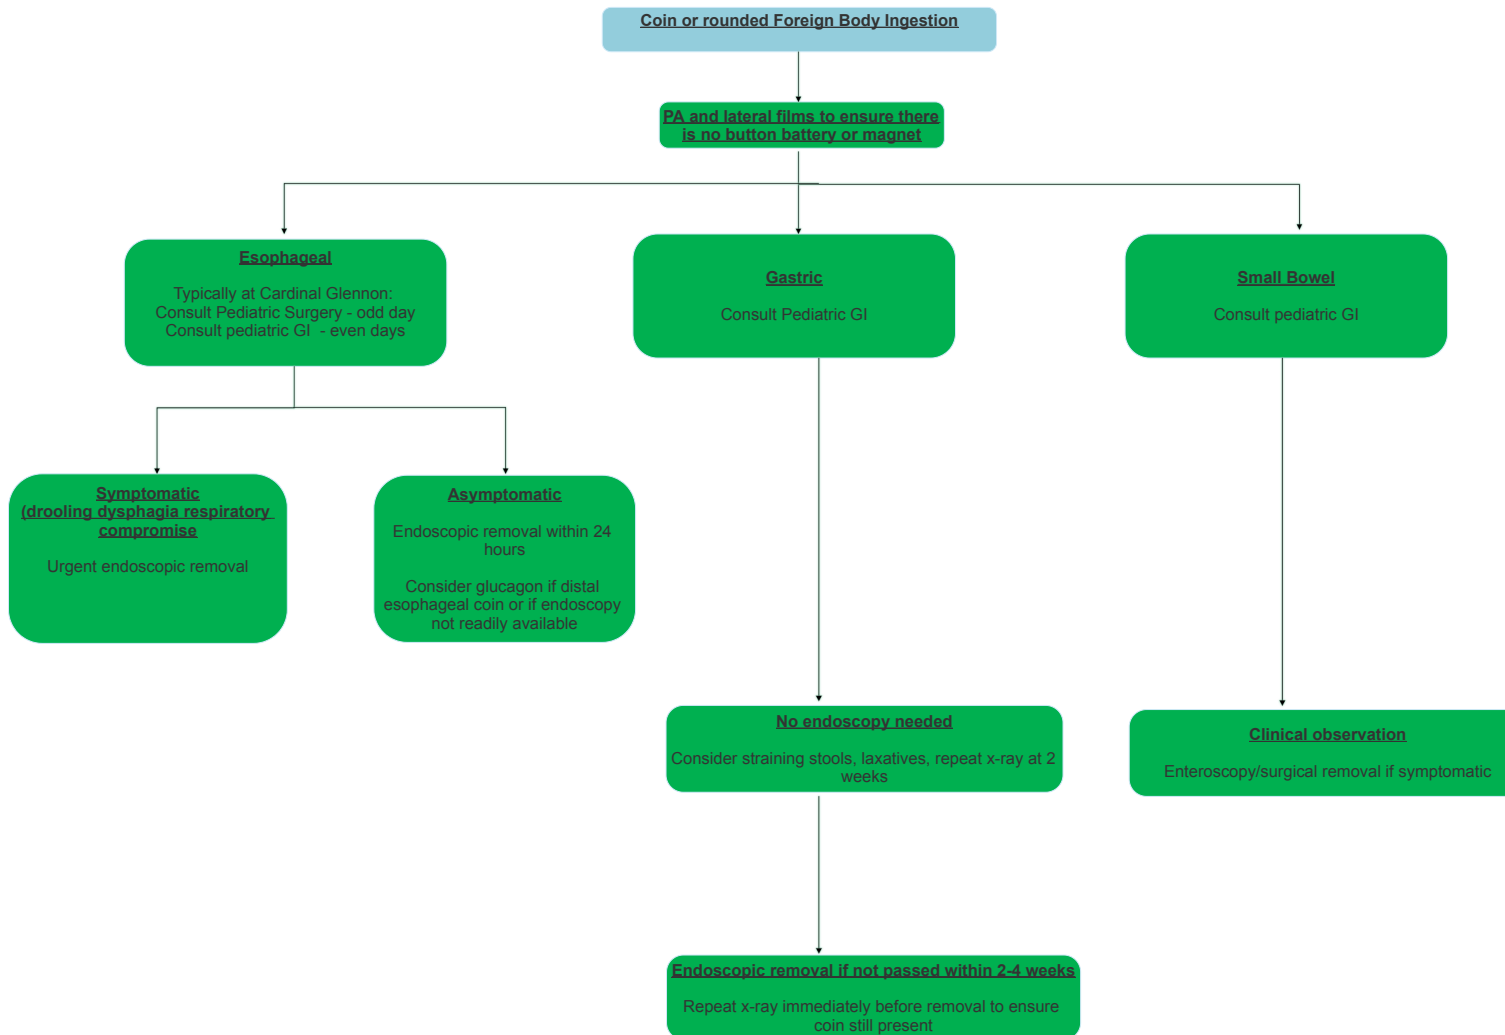 Coin or rounded Foreign Body Ingestion
PA and lateral films to ensure there
is no button battery or magnet
Esophageal
Typically at Cardinal Glennon:
Consult Pediatric Surgery - odd day
Consult pediatric GI - even days
Gastric
Consult Pediatric GI
Small Bowel
Consult pediatric GI
Symptomatic
(drooling dysphagia respiratory
compromise
Urgent endoscopic removal
Asymptomatic
Endoscopic removal within 24
hours
Consider glucagon if distal
esophageal coin or if endoscopy
not readily available
No endoscopy needed
Consider straining stools, laxatives, repeat x-ray at 2
weeks
Clinical observation
Enteroscopy/surgical removal if symptomatic
Endoscopic removal if not passed within 2-4 weeks
Repeat x-ray immediately before removal to ensure
coin still present